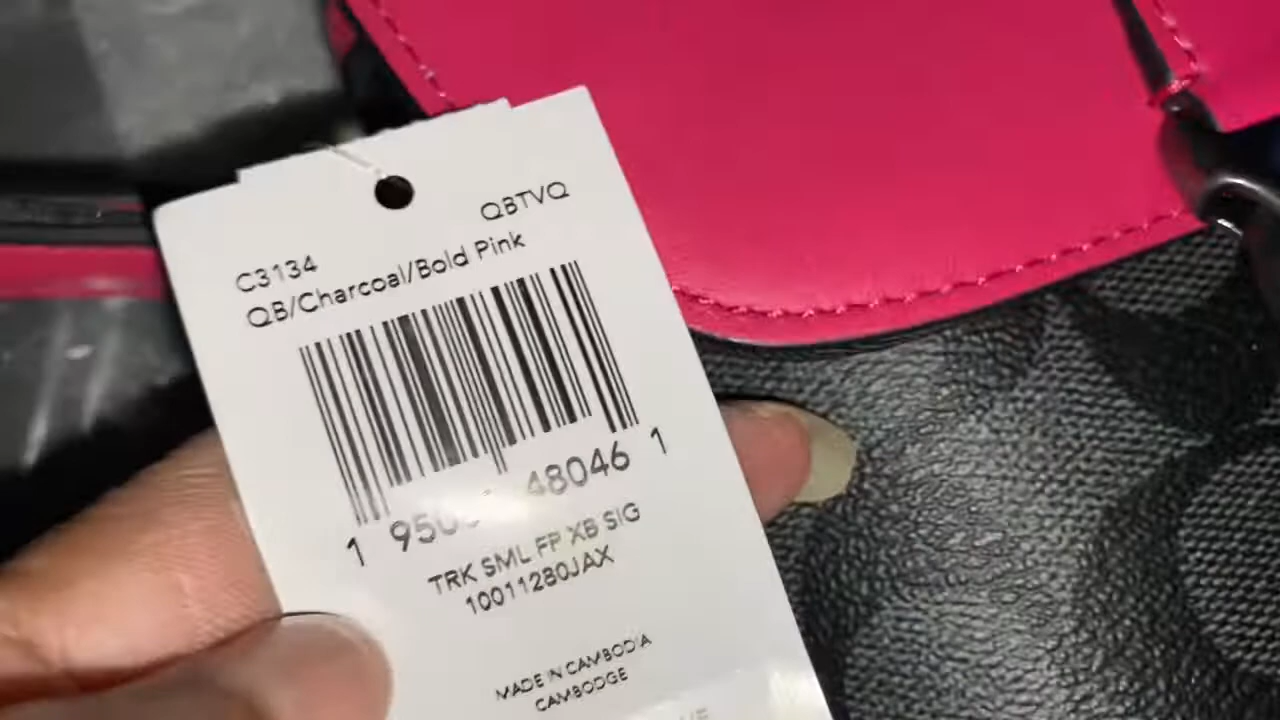 QBTVQ
C3134
QB/Charcoal/Bold Pink
1 48046 1
TRK SML FP XB SIG
10011280JAX
MADE IN CAMBODIA
CAMBODGE